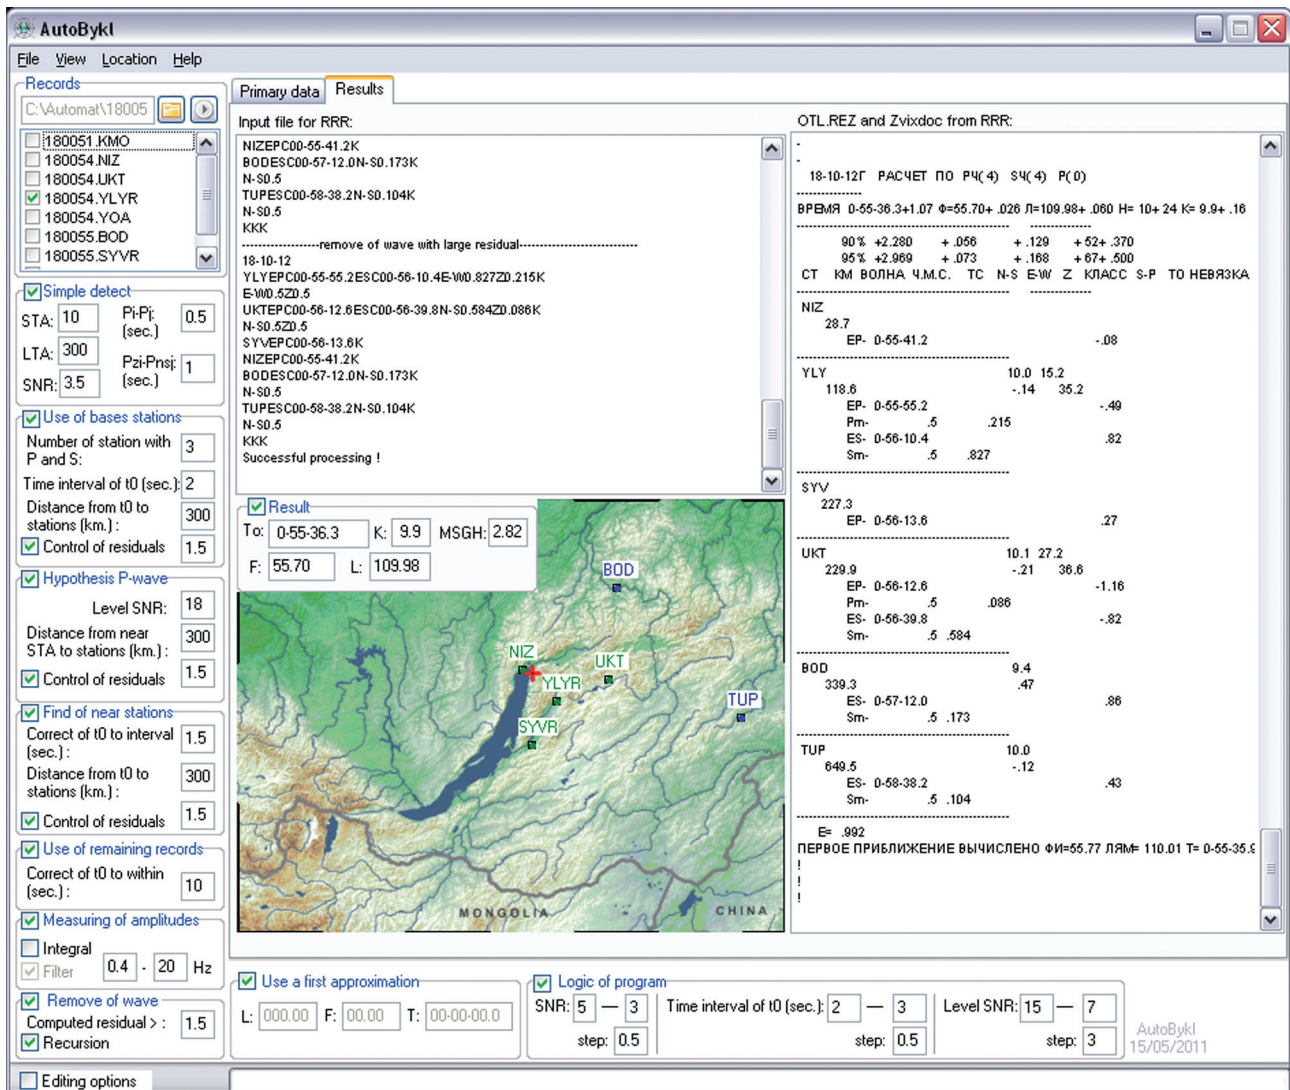 AutoBykl
File View Location Help
Records
C:\Automat\18005
180051.KMO
180054.NIZ
180054.UKT
180054.YLYR
180054.YOA
180055.BOD
180055.SYVR
Simple detect
STA: 10 Pi-Pj: (sec.) 0.5
LTA: 300
SNR: 3.5 Pzi-Pnsj: (sec.) 1
Use of bases stations
Number of station with P and S: 3
Time interval of t0 (sec.): 2
Distance from t0 to stations (km.) : 300
Control of residuals 1.5
Hypothesis P-wave
Level SNR: 18
Distance from near STA to stations (km.) : 300
Control of residuals 1.5
Find of near stations
Correct of t0 to interval (sec.) : 1.5
Distance from t0 to stations (km.) : 300
Control of residuals 1.5
Use of remaining records
Correct of t0 to within (sec.) : 10
Measuring of amplitudes
Integral
Filter 0.4 - 20 Hz
Remove of wave
Computed residual > : 1.5
Recursion
Editing options
Primary data Results
Input file for RRR:
NIZEPC00-55-41.2K
BODESC00-57-12.0N-S0.173K
N-S0.5
TUPESC00-58-38.2N-S0.104K
N-S0.5
KKK
-------------------remove of wave with large residual-----------------------------
18-10-12
YLYEPC00-55-55.2ESC00-56-10.4E-W0.827Z0.215K
E-W0.5Z0.5
UKTEPC00-56-12.6ESC00-56-39.8N-S0.584Z0.086K
N-S0.5Z0.5
SYVEPC00-56-13.6K
NIZEPC00-55-41.2K
BODESC00-57-12.0N-S0.173K
N-S0.5
TUPESC00-58-38.2N-S0.104K
N-S0.5
KKK
Successful processing !
Result
To: 0-55-36.3 K: 9.9 MSGH: 2.82
F: 55.70 L: 109.98
BOD
NIZ
UKT
YLYR
TUP
SYVR
MONGOLIA
CHINA
OTL.REZ and Zvixdoc from RRR:
-
-
18-10-12Г РАСЧЕТ ПО РЧ( 4) SЧ( 4) Р( 0)
----------------
ВРЕМЯ 0-55-36.3+1.07 Ф=55.70+ .026 Л=109.98+ .060 Н= 10+ 24 К= 9.9+ .16
------------------------------------------------------- ---------------
90% +2.280 + .056 + .129 + 52+ .370
95% +2.969 + .073 + .168 + 67+ .500
СТ КМ ВОЛНА Ч.М.С. ТС N-S E-W Z КЛАСС S-P ТО НЕВЯЗКА
------------------------------------------------------- ---------------
NIZ
28.7
EP- 0-55-41.2 -.08
-------------------------------------------------------
YLY 10.0 15.2
118.6 -.14 35.2
EP- 0-55-55.2 -.49
Pm- .5 .215
ES- 0-56-10.4 .82
Sm- .5 .827
-------------------------------------------------------
SYV
227.3
EP- 0-56-13.6 .27
-------------------------------------------------------
UKT 10.1 27.2
229.9 -.21 36.6
EP- 0-56-12.6 -1.16
Pm- .5 .086
ES- 0-56-39.8 -.82
Sm- .5 .584
-------------------------------------------------------
BOD 9.4
339.3 .47
ES- 0-57-12.0 .86
Sm- .5 .173
-------------------------------------------------------
TUP 10.0
649.5 -.12
ES- 0-58-38.2 .43
Sm- .5 .104
-------------------------------------------------------
E= .992
ПЕРВОЕ ПРИБЛИЖЕНИЕ ВЫЧИСЛЕНО ФИ=55.77 ЛЯМ= 110.01 Т= 0-55-35.9
!
!
!
Use a first approximation
L: 000.00 F: 00.00 T: 00-00-00.0
Logic of program
SNR: 5 — 3 Time interval of t0 (sec.): 2 — 3 Level SNR: 15 — 7
step: 0.5 step: 0.5 step: 3
AutoBykl
15/05/2011